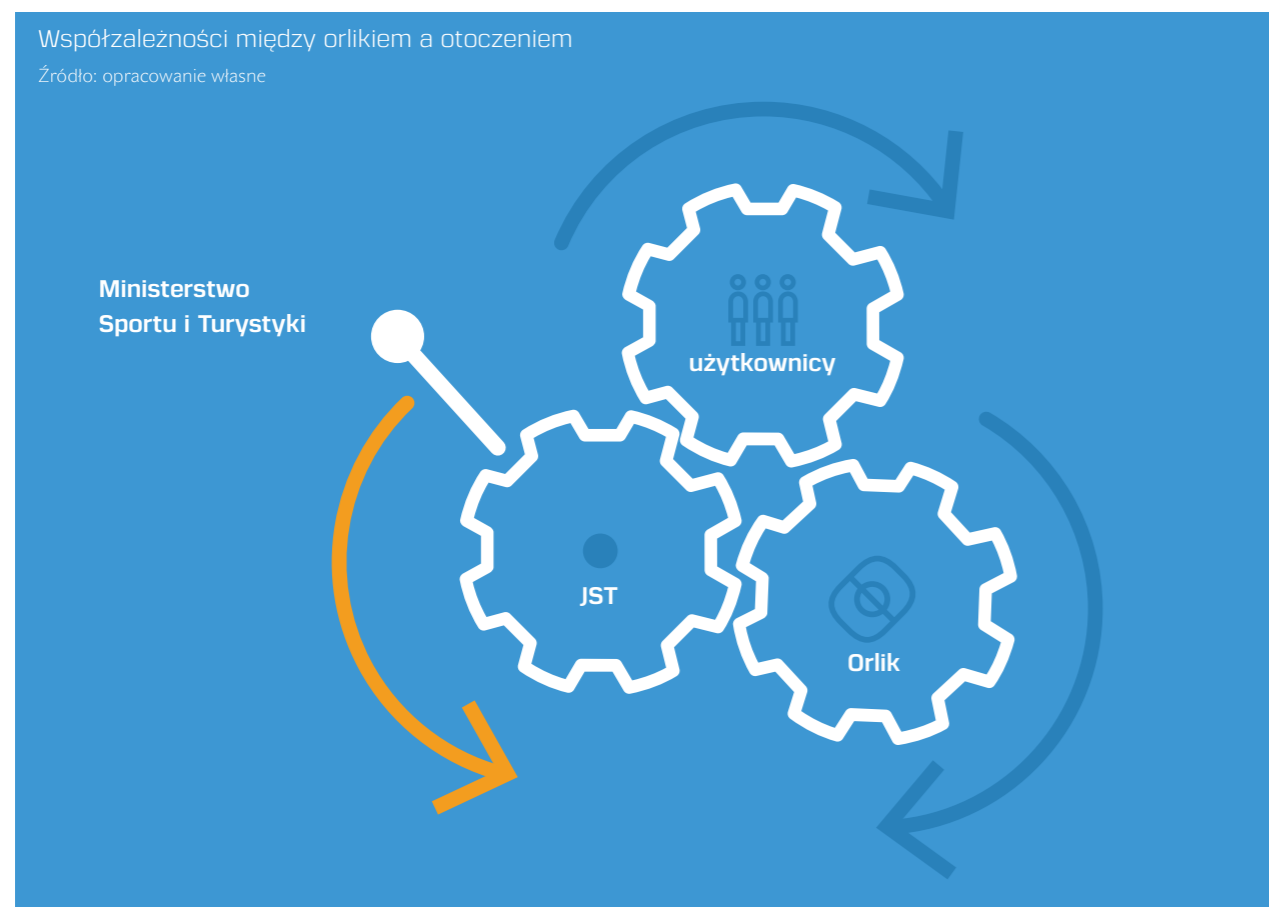 Współzależności między orlikiem a otoczeniem
Źródło: opracowanie własne
Ministerstwo
Sportu i Turystyki
użytkownicy
JST
Orlik